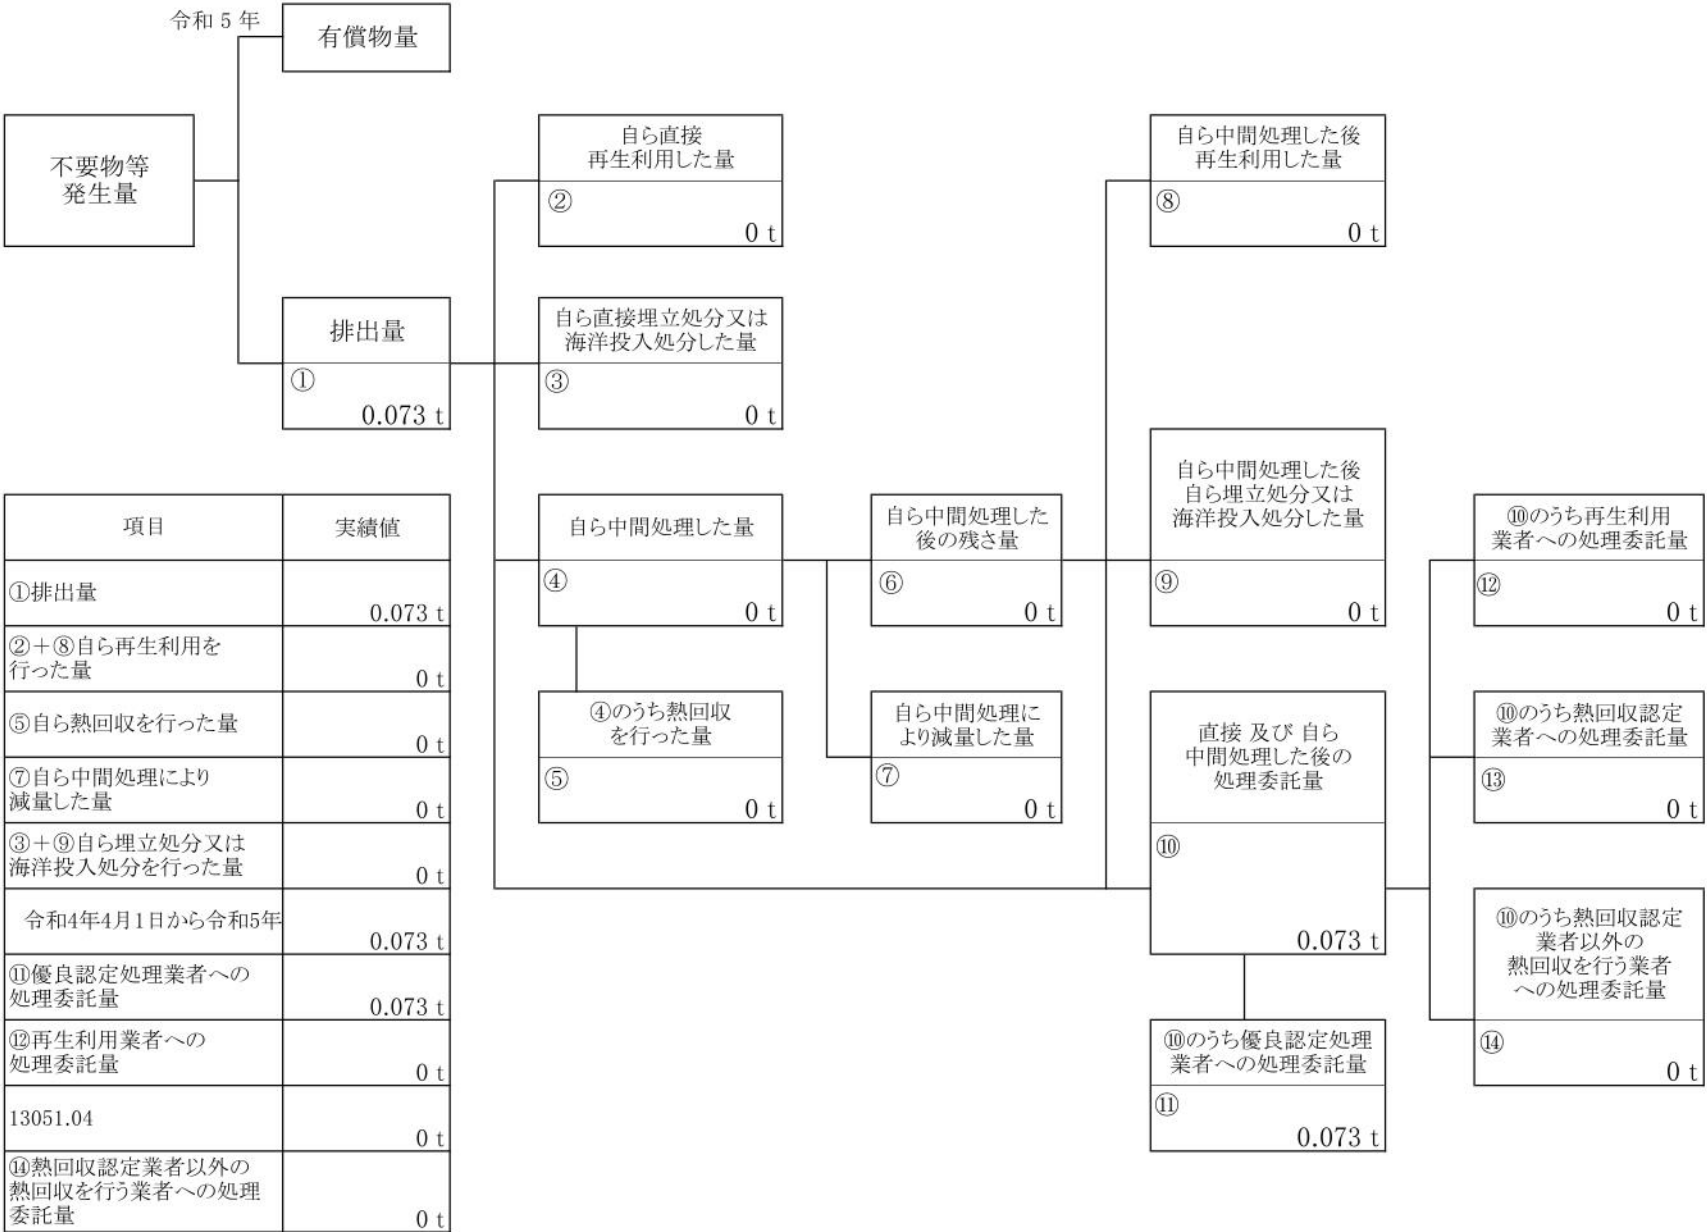 令和 5 年
有償物量
不要物等
発生量
自ら直接
再生利用した量
②
0 t
自ら中間処理した後
再生利用した量
⑧
0 t
排出量
①
0.073 t
自ら直接埋立処分又は
海洋投入処分した量
③
0 t
自ら中間処理した量
④
0 t
自ら中間処理した
後の残さ量
⑥
0 t
自ら中間処理した後
自ら埋立処分又は
海洋投入処分した量
⑨
0 t
⑩のうち再生利用
業者への処理委託量
⑫
0 t
④のうち熱回収
を行った量
⑤
0 t
自ら中間処理に
より減量した量
⑦
0 t
直接 及び 自ら
中間処理した後の
処理委託量
⑩
0.073 t
⑩のうち熱回収認定
業者への処理委託量
⑬
0 t
⑩のうち熱回収認定
業者以外の
熱回収を行う業者
への処理委託量
⑭
0 t
⑩のうち優良認定処理
業者への処理委託量
⑪
0.073 t
項目 実績値
①排出量
0.073 t
②+⑧自ら再生利用を
行った量
0 t
⑤自ら熱回収を行った量
0 t
⑦自ら中間処理により
減量した量
0 t
③+⑨自ら埋立処分又は
海洋投入処分を行った量
0 t
令和4年4月1日から令和5年
0.073 t
⑪優良認定処理業者への
処理委託量
0.073 t
⑫再生利用業者への
処理委託量
0 t
13051.04
0 t
⑭熱回収認定業者以外の
熱回収を行う業者への処理
委託量
0 t